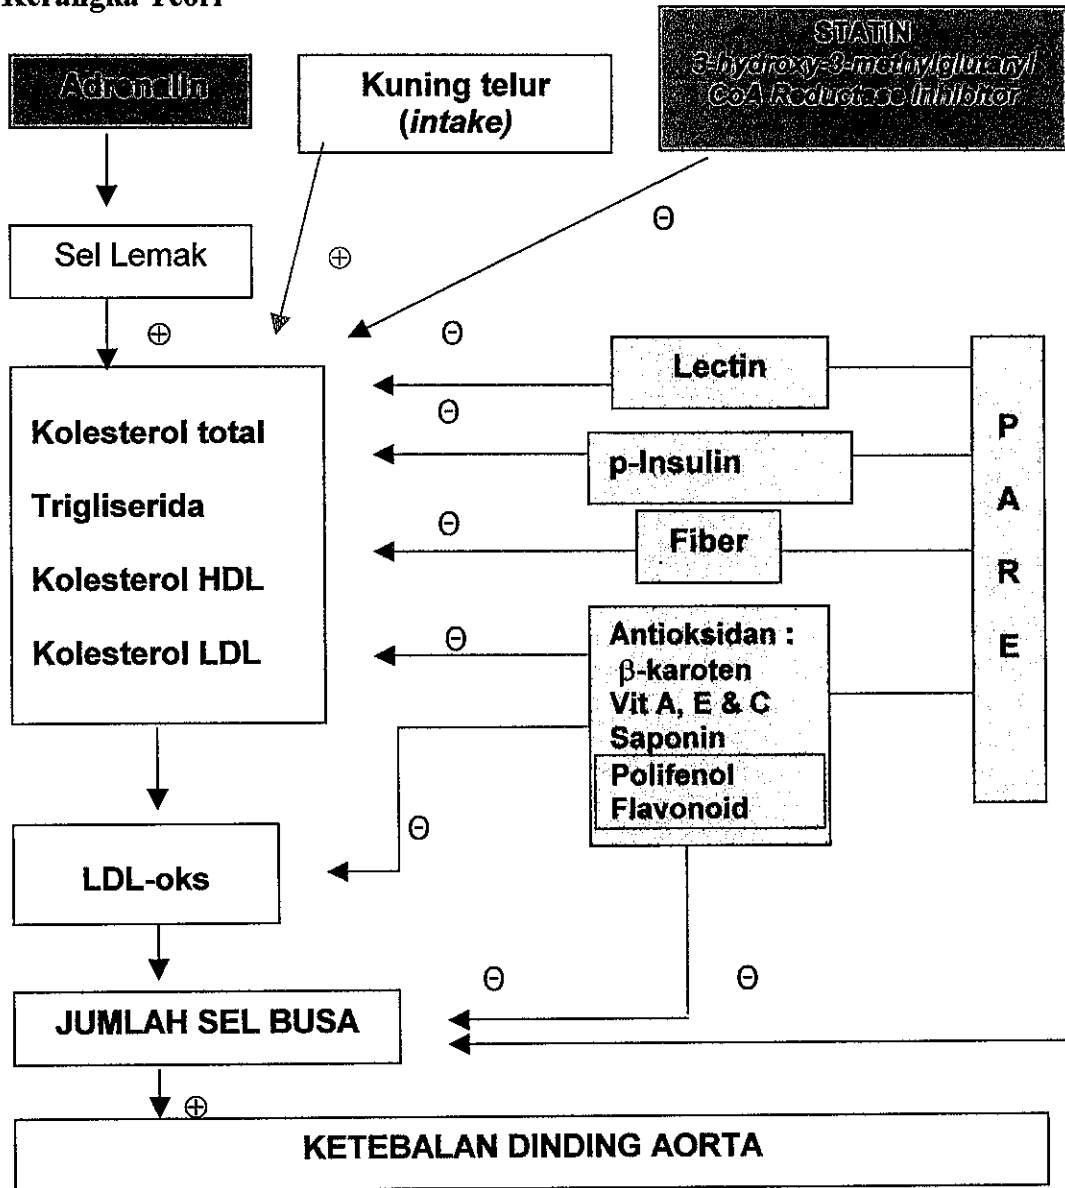 Kerangka Teori
Adrenalin
Kuning telur
(intake)
STATIN
3-hydroxy-3-methylglutaryl
CoA Reductase Inhibitor
Sel Lemak
⊕
⊕
Θ
Kolesterol total
Trigliserida
Kolesterol HDL
Kolesterol LDL
Θ
Lectin
Θ
p-Insulin
Θ
Fiber
Θ
Antioksidan :
β-karoten
Vit A, E & C
Saponin
Polifenol
Flavonoid
P
A
R
E
Θ
LDL-oks
Θ
Θ
JUMLAH SEL BUSA
⊕
KETEBALAN DINDING AORTA